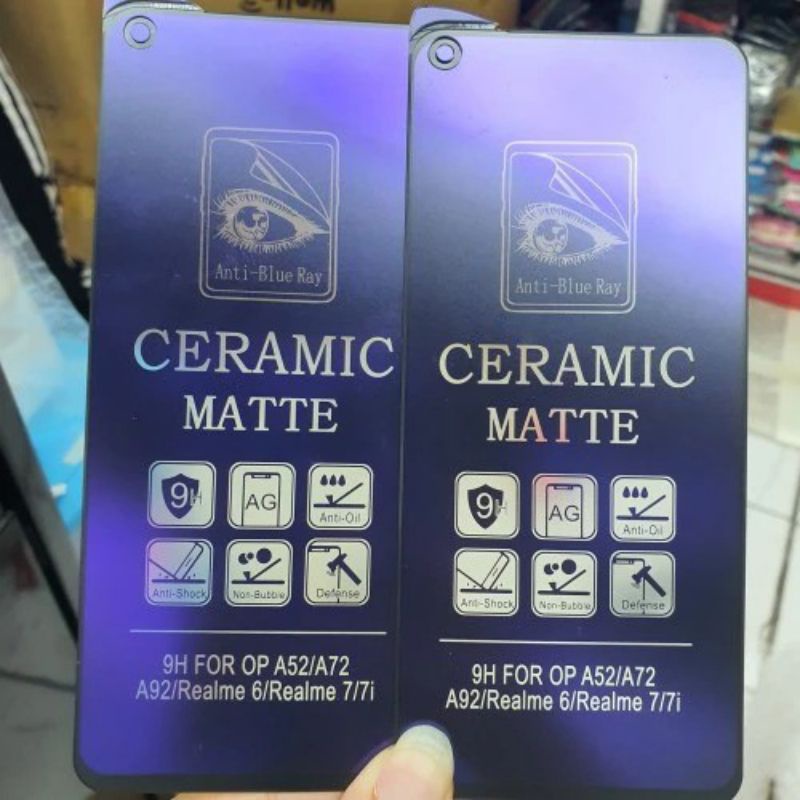 Anti-Blue Ray
CERAMIC
MATTE
9H
AG
Anti-Oil
Anti-Shock
Non-Bubble
Defense
9H FOR OP A52/A72
A92/Realme 6/Realme 7/7i
Anti-Blue Ray
CERAMIC
MATTE
9H
AG
Anti-Oil
Anti-Shock
Non-Bubble
Defense
9H FOR OP A52/A72
A92/Realme 6/Realme 7/7i